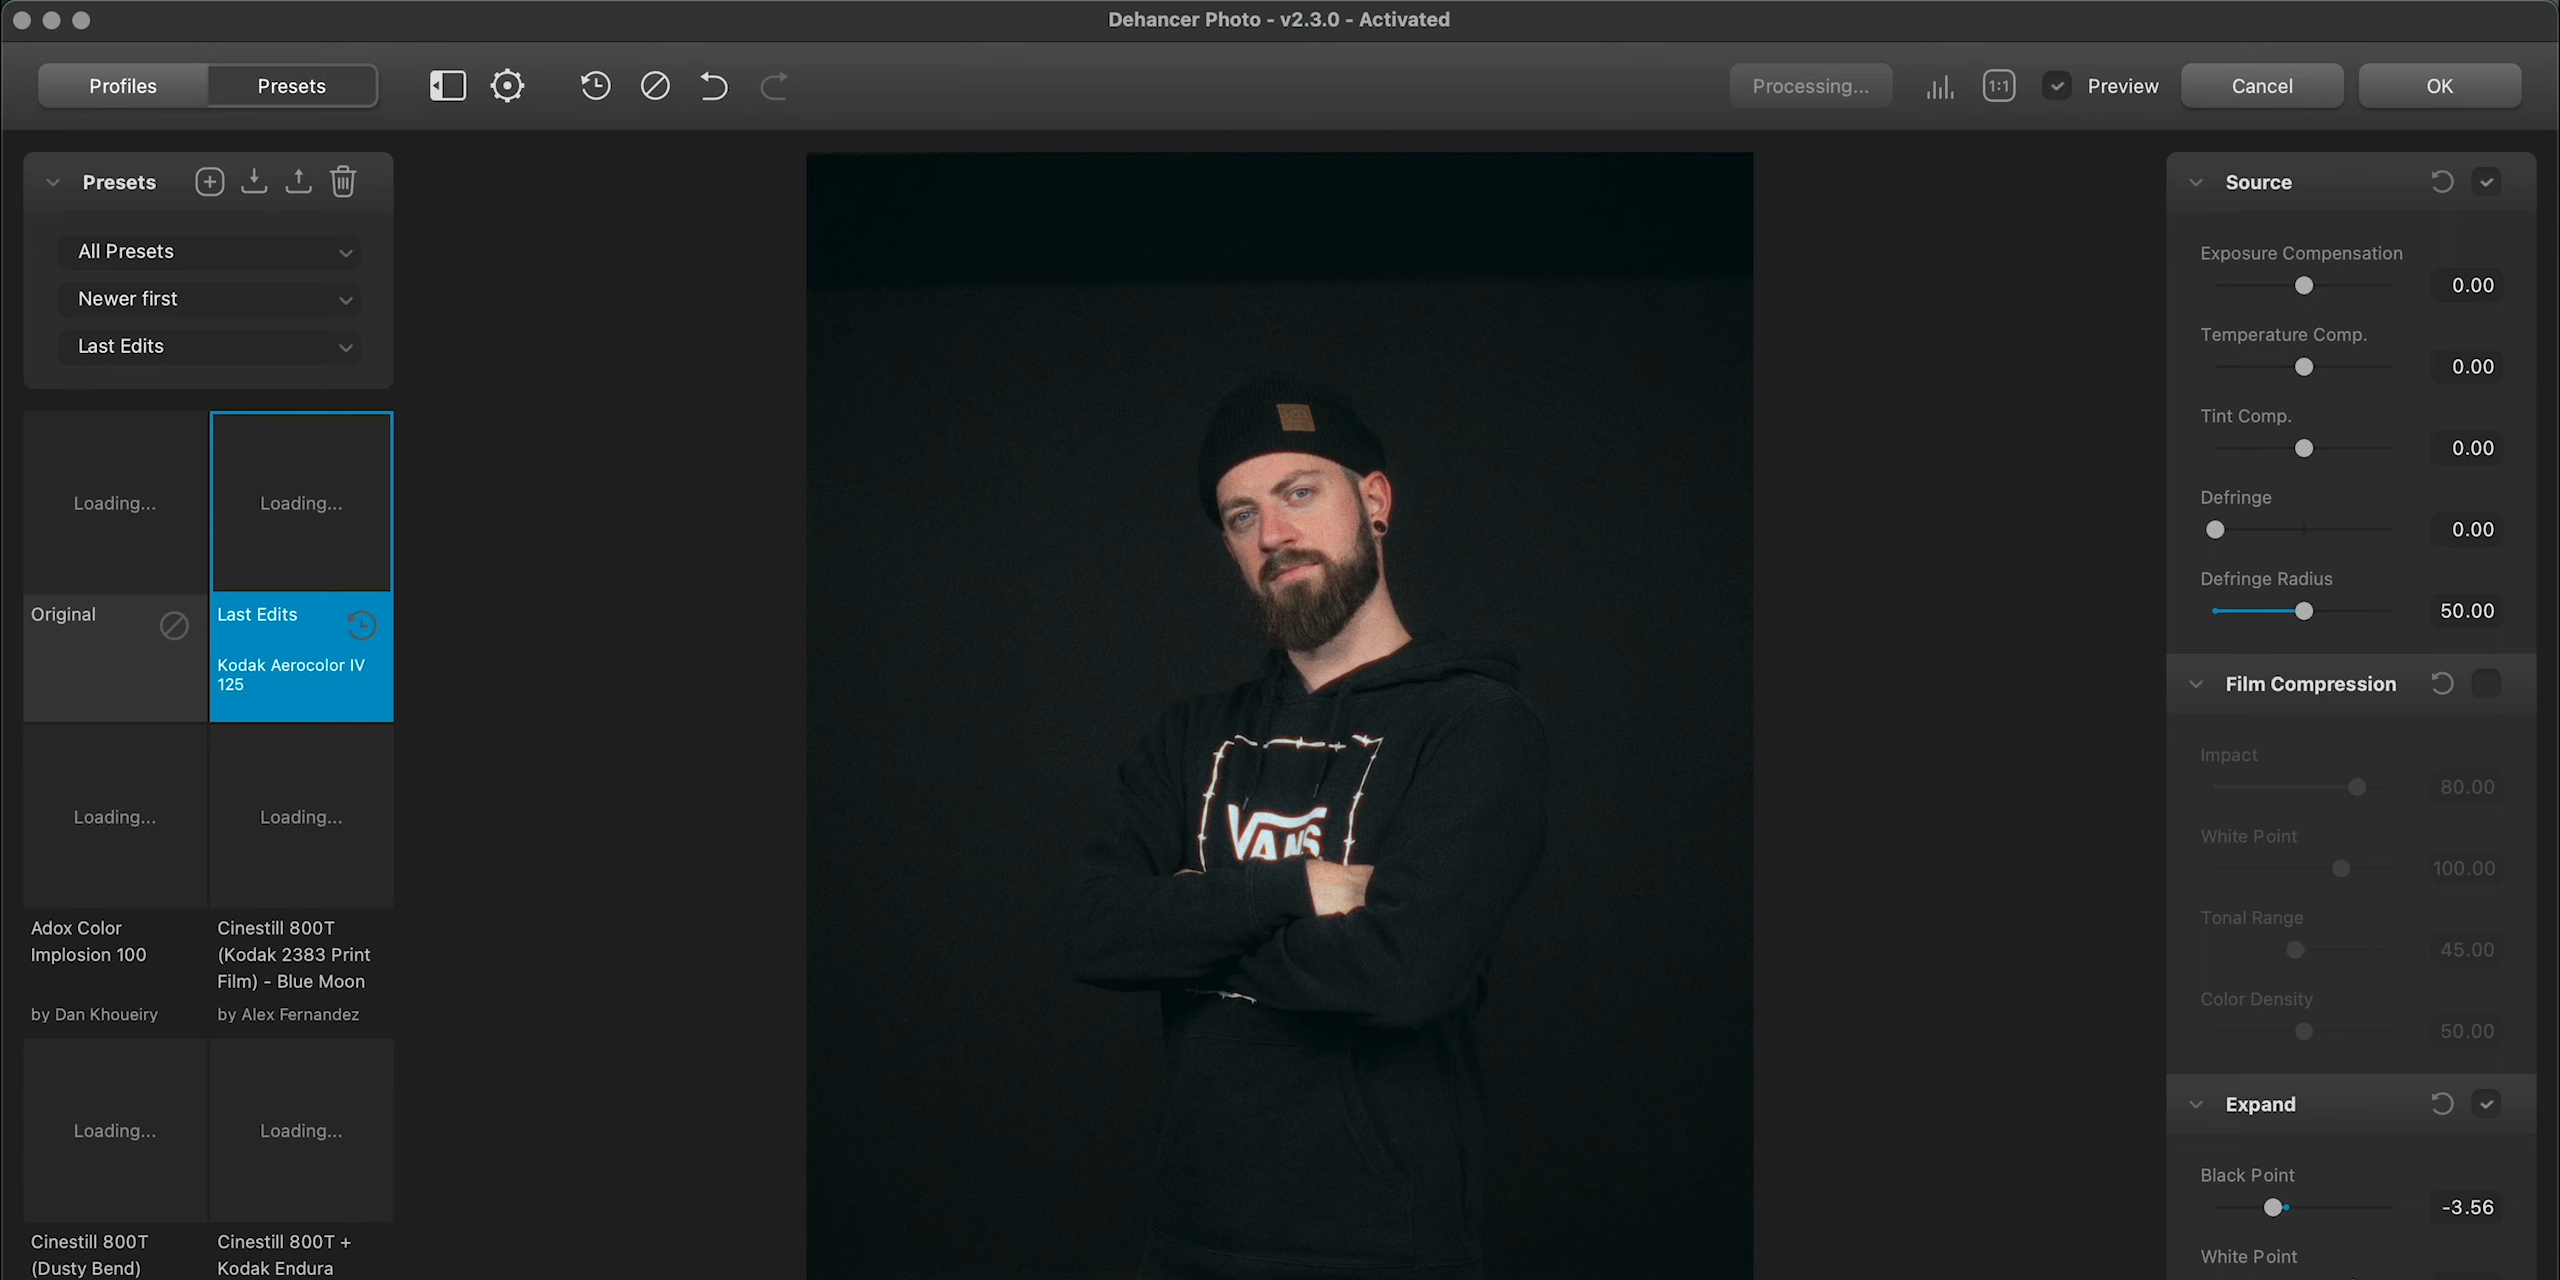 Dehancer Photo - v2.3.0 - Activated
Profiles
Presets
Processing...
1:1
Preview
Cancel
OK
Presets
All Presets
Newer first
Last Edits
Loading...
Loading...
Original
Last Edits
Kodak Aerocolor IV
125
Loading...
Loading...
Adox Color
Implosion 100
by Dan Khoueiry
Cinestill 800T
(Kodak 2383 Print
Film) - Blue Moon
by Alex Fernandez
Loading...
Loading...
Cinestill 800T
(Dusty Bend)
Cinestill 800T +
Kodak Endura
VANS
Source
Exposure Compensation
0.00
Temperature Comp.
0.00
Tint Comp.
0.00
Defringe
0.00
Defringe Radius
50.00
Film Compression
Impact
80.00
White Point
100.00
Tonal Range
45.00
Color Density
50.00
Expand
Black Point
-3.56
White Point